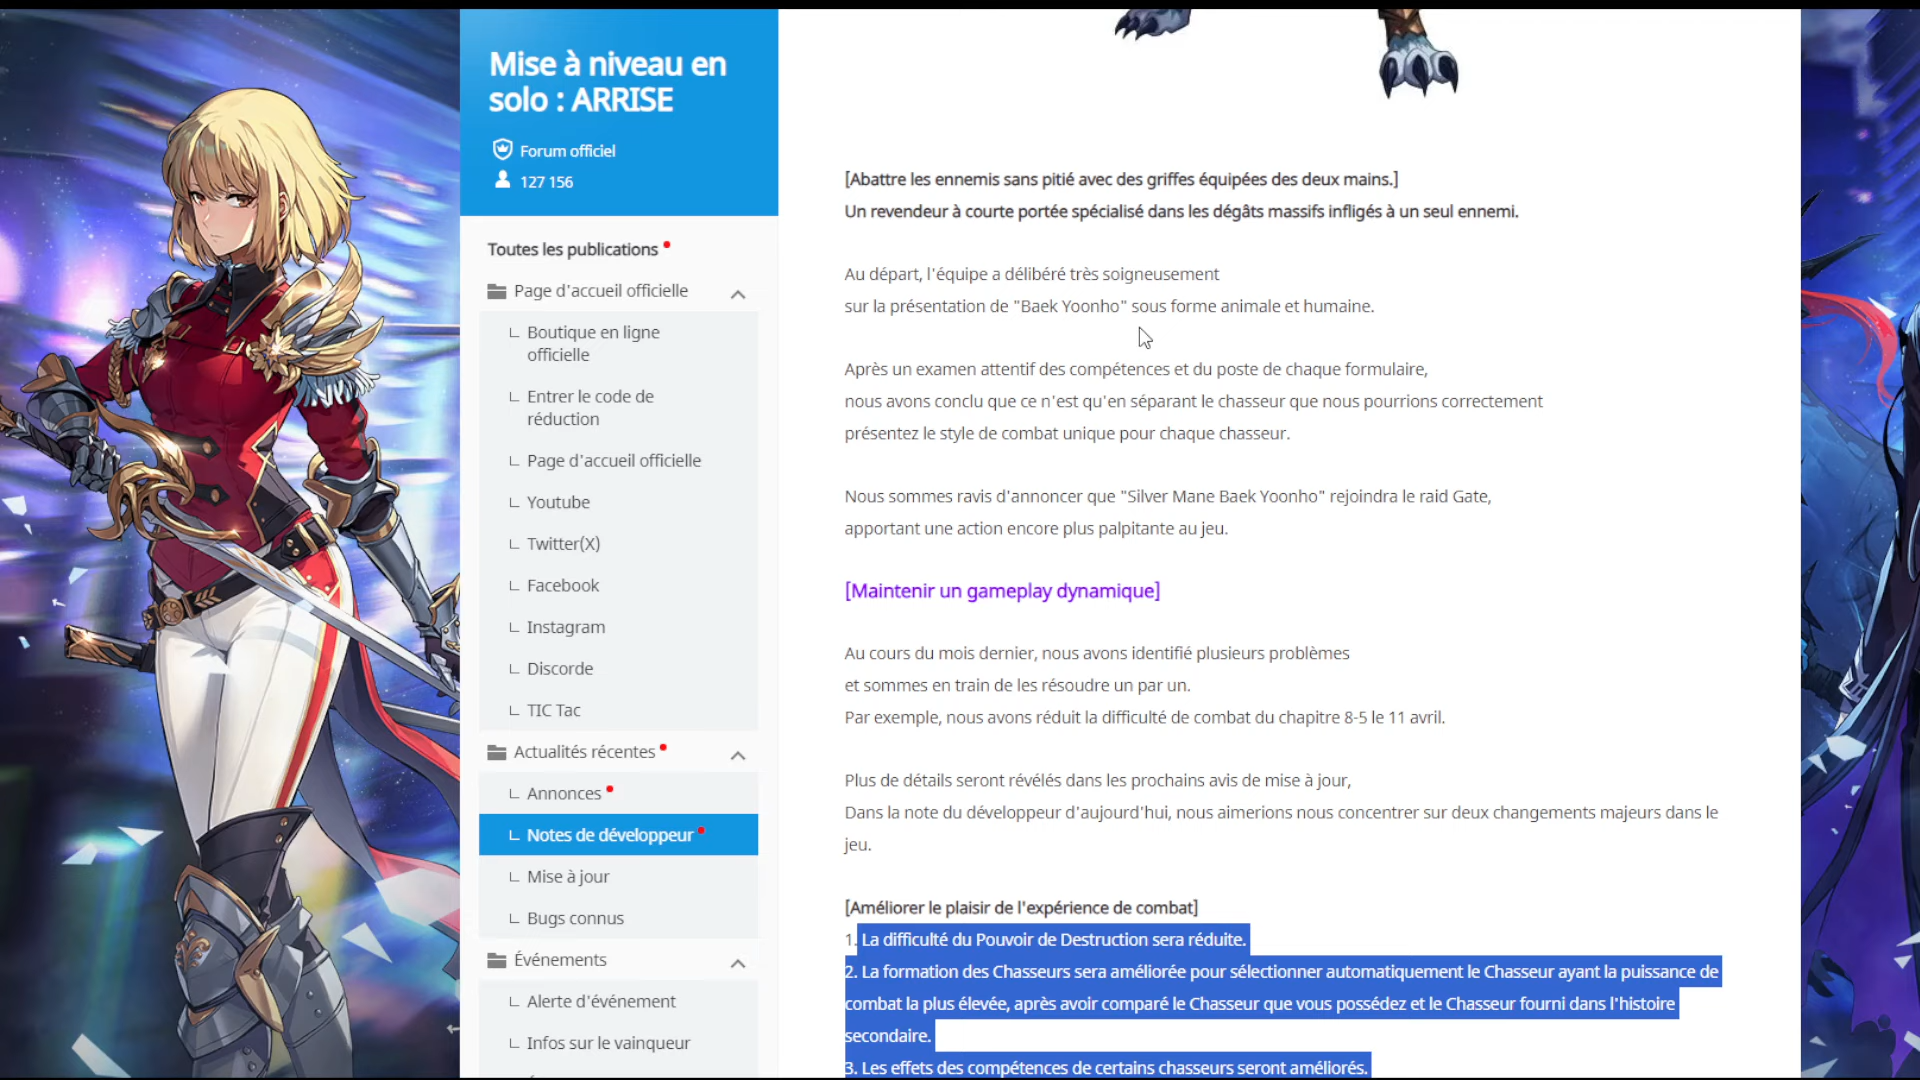 Mise à niveau en
solo : ARRISE
Forum officiel
127 156
Toutes les publications
Page d'accueil officielle
Boutique en ligne
officielle
Entrer le code de
réduction
Page d'accueil officielle
Youtube
Twitter(X)
Facebook
Instagram
Discorde
TIC Tac
Actualités récentes
Annonces
Notes de développeur
Mise à jour
Bugs connus
Événements
Alerte d'événement
Infos sur le vainqueur
[Abattre les ennemis sans pitié avec des griffes équipées des deux mains.]
Un revendeur à courte portée spécialisé dans les dégâts massifs infligés à un seul ennemi.
Au départ, l'équipe a délibéré très soigneusement
sur la présentation de "Baek Yoonho" sous forme animale et humaine.
Après un examen attentif des compétences et du poste de chaque formulaire,
nous avons conclu que ce n'est qu'en séparant le chasseur que nous pourrions correctement
présentez le style de combat unique pour chaque chasseur.
Nous sommes ravis d'annoncer que "Silver Mane Baek Yoonho" rejoindra le raid Gate,
apportant une action encore plus palpitante au jeu.
[Maintenir un gameplay dynamique]
Au cours du mois dernier, nous avons identifié plusieurs problèmes
et sommes en train de les résoudre un par un.
Par exemple, nous avons réduit la difficulté de combat du chapitre 8-5 le 11 avril.
Plus de détails seront révélés dans les prochains avis de mise à jour,
Dans la note du développeur d'aujourd'hui, nous aimerions nous concentrer sur deux changements majeurs dans le
jeu.
[Améliorer le plaisir de l'expérience de combat]
1. La difficulté du Pouvoir de Destruction sera réduite.
2. La formation des Chasseurs sera améliorée pour sélectionner automatiquement le Chasseur ayant la puissance de
combat la plus élevée, après avoir comparé le Chasseur que vous possédez et le Chasseur fourni dans l'histoire
secondaire.
3. Les effets des compétences de certains chasseurs seront améliorés.